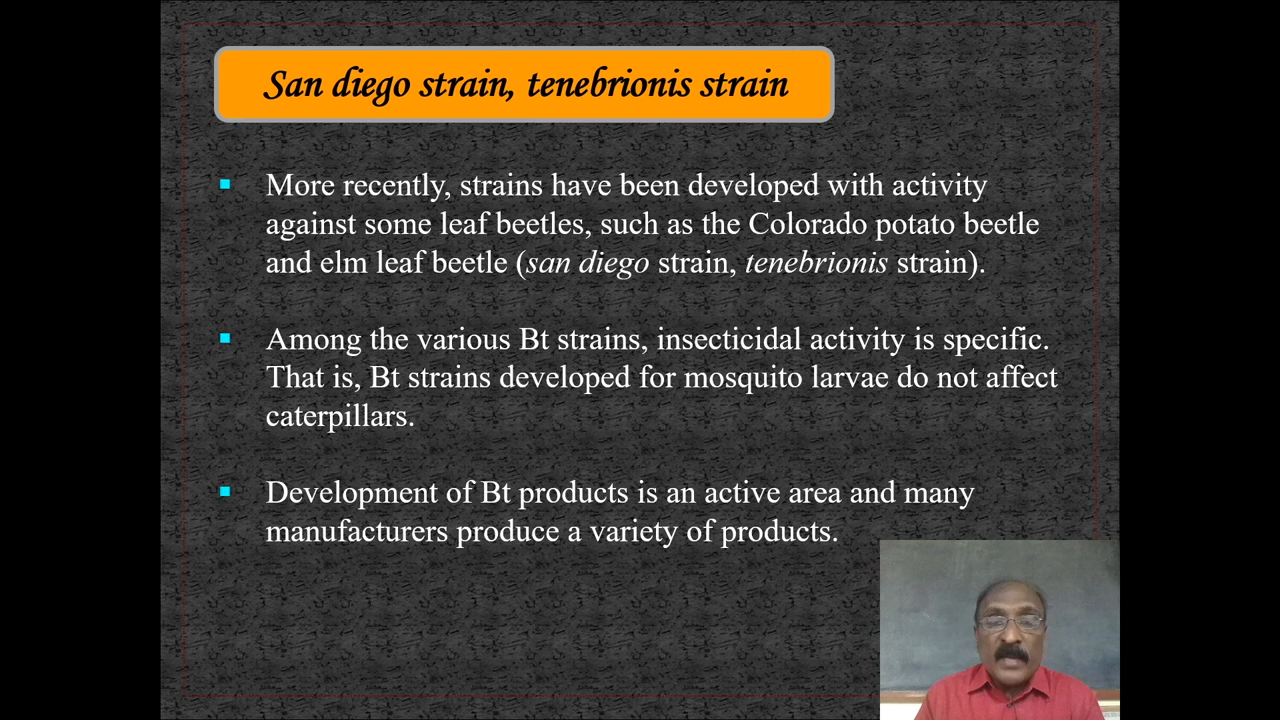 San diego strain, tenebrionis strain
More recently, strains have been developed with activity
against some leaf beetles, such as the Colorado potato beetle
and elm leaf beetle (san diego strain, tenebrionis strain).
Among the various Bt strains, insecticidal activity is specific.
That is, Bt strains developed for mosquito larvae do not affect
caterpillars.
Development of Bt products is an active area and many
manufacturers produce a variety of products.